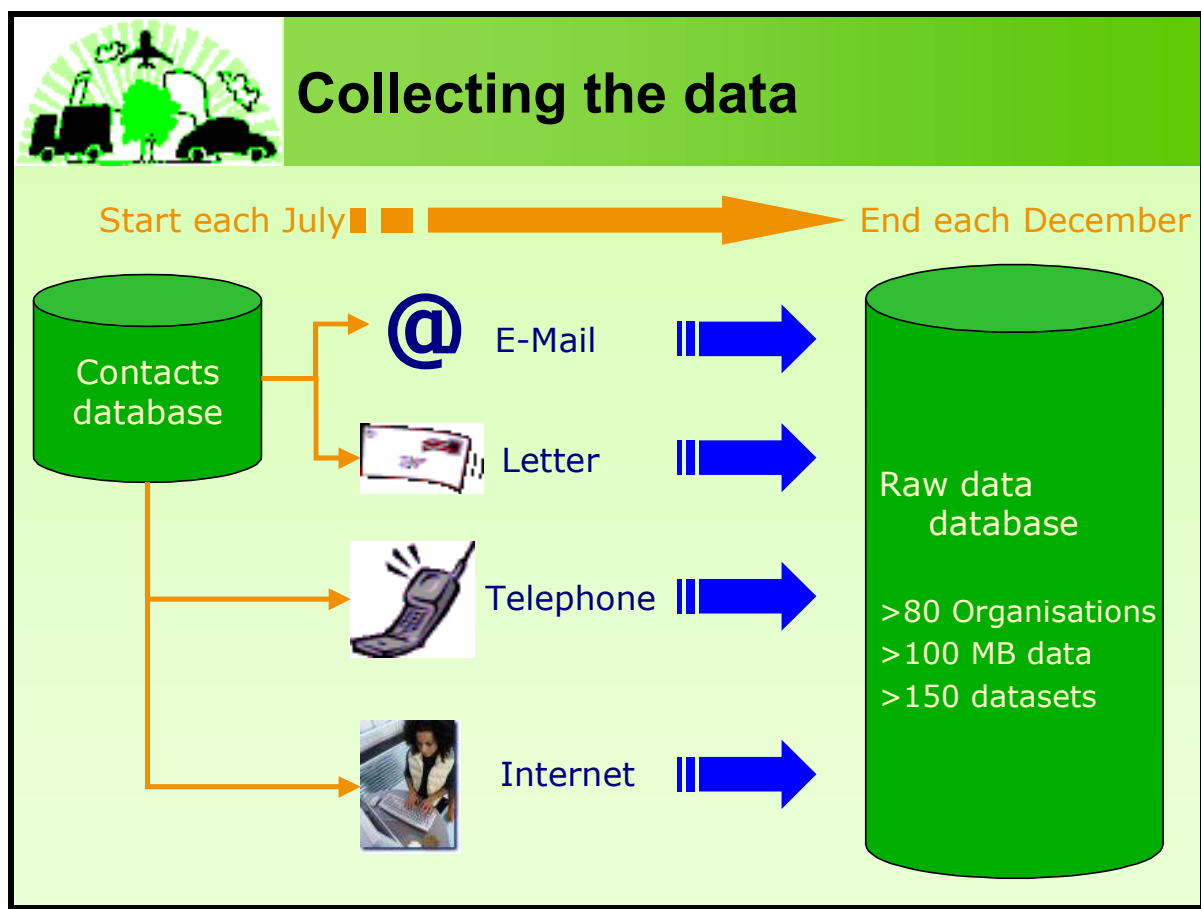 Collecting the data
Start each July
End each December
Contacts
database
@
E-Mail
Letter
Telephone
Internet
Raw data
database
>80 Organisations
>100 MB data
>150 datasets